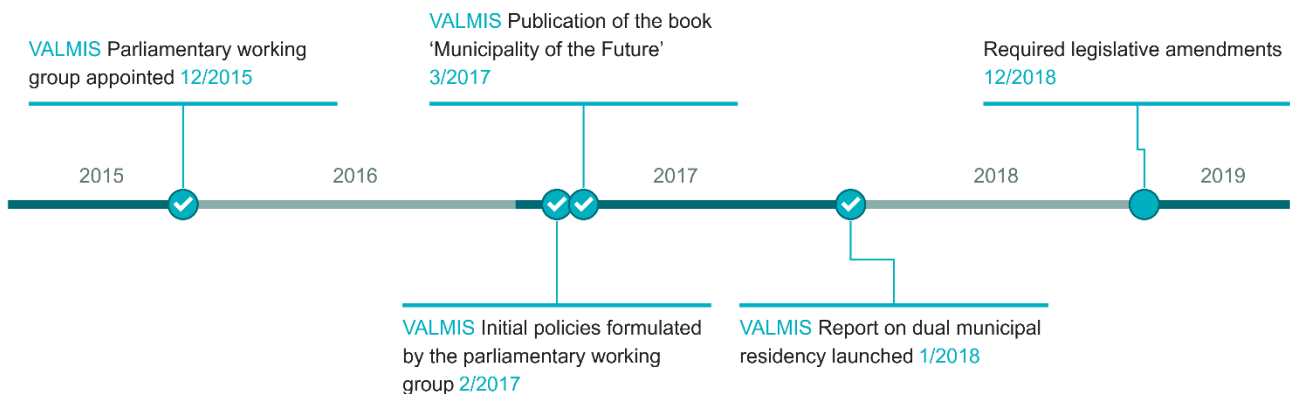 VALMIS Parliamentary working
group appointed 12/2015
VALMIS Publication of the book
‘Municipality of the Future’
3/2017
Required legislative amendments
12/2018
2015
2016
2017
2018
2019
VALMIS Initial policies formulated
by the parliamentary working
group 2/2017
VALMIS Report on dual municipal
residency launched 1/2018